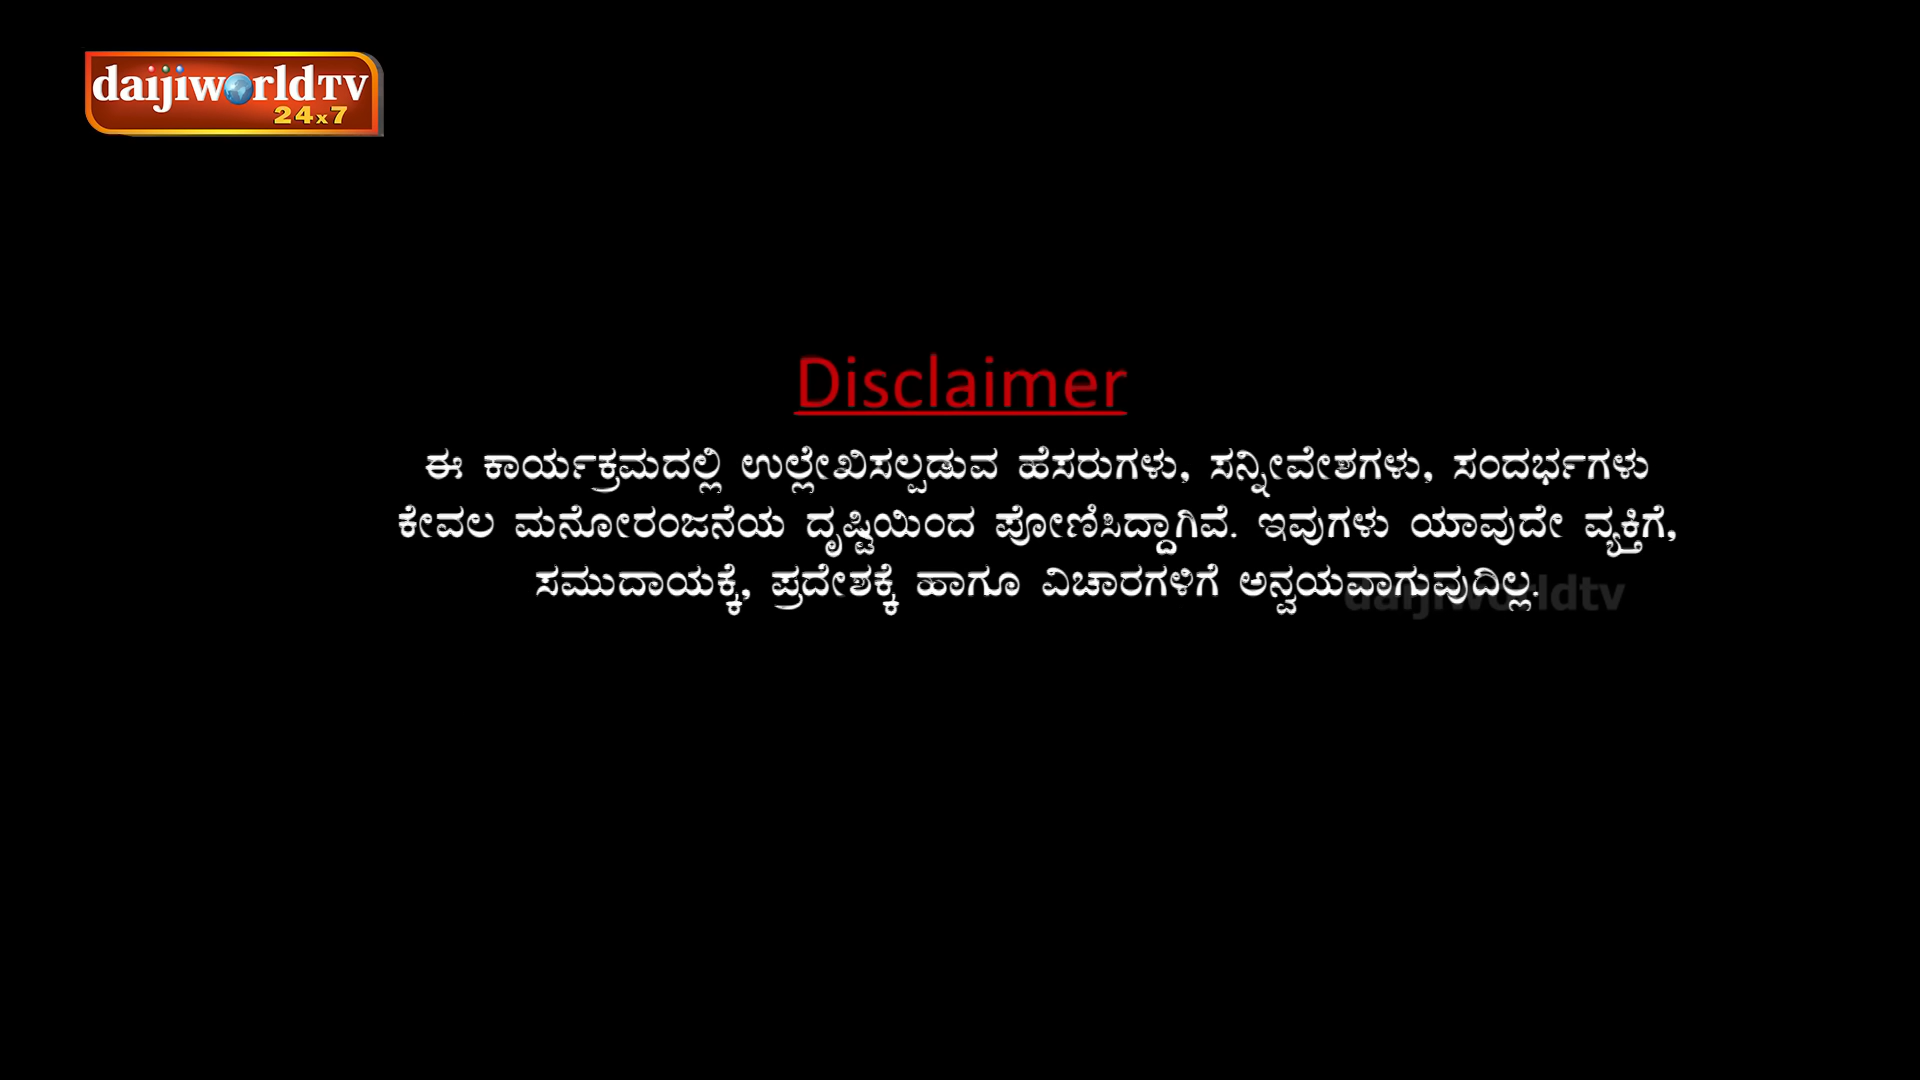 daijiworldTV
24x7
Disclaimer
ಈ ಕಾರ್ಯಕ್ರಮದಲ್ಲಿ ಉಲ್ಲೇಖಿಸಲ್ಪಡುವ ಹೆಸರುಗಳು, ಸನ್ನಿವೇಶಗಳು, ಸಂದರ್ಭಗಳು
ಕೇವಲ ಮನೋರಂಜನೆಯ ದೃಷ್ಟಿಯಿಂದ ಪೋಣಿಸಿದ್ದಾಗಿವೆ. ಇವುಗಳು ಯಾವುದೇ ವ್ಯಕ್ತಿಗೆ,
ಸಮುದಾಯಕ್ಕೆ, ಪ್ರದೇಶಕ್ಕೆ ಹಾಗೂ ವಿಚಾರಗಳಿಗೆ ಅನ್ವಯವಾಗುವುದಿಲ್ಲ.
daijiworldtv